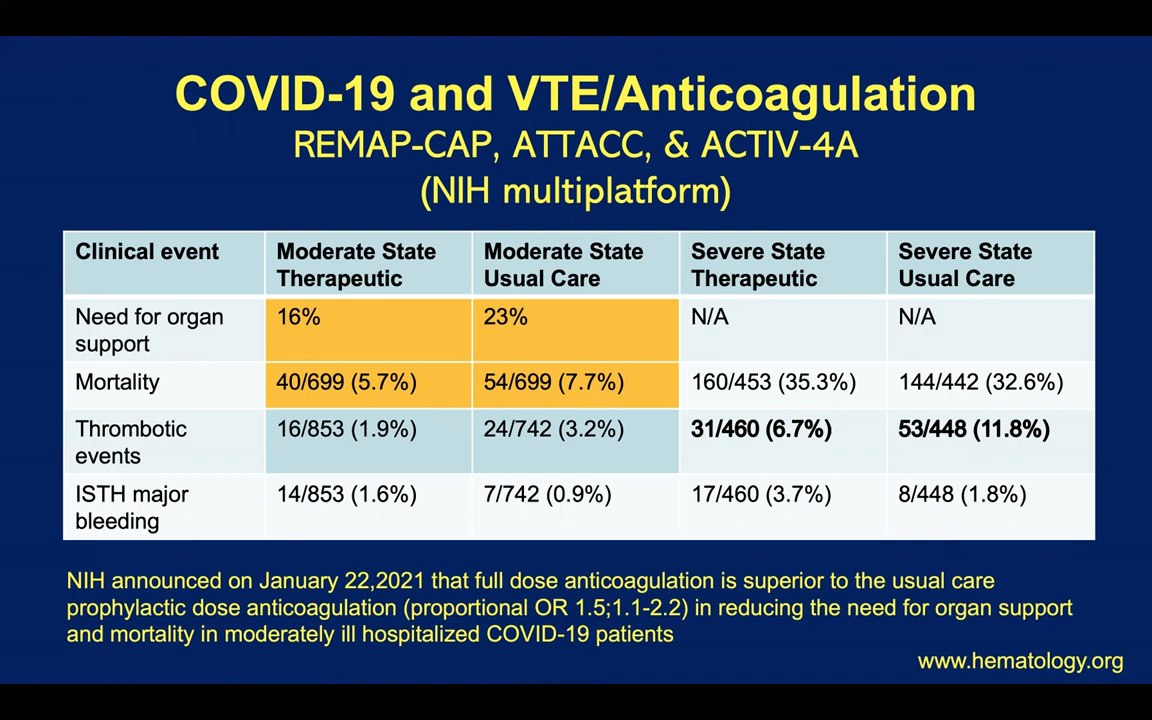 COVID-19 and VTE/Anticoagulation
REMAP-CAP, ATTACC, & ACTIV-4A
(NIH multiplatform)
Clinical event
Moderate State Therapeutic
Moderate State Usual Care
Severe State Therapeutic
Severe State Usual Care
Need for organ support
16%
23%
N/A
N/A
Mortality
40/699 (5.7%)
54/699 (7.7%)
160/453 (35.3%)
144/442 (32.6%)
Thrombotic events
16/853 (1.9%)
24/742 (3.2%)
31/460 (6.7%)
53/448 (11.8%)
ISTH major bleeding
14/853 (1.6%)
7/742 (0.9%)
17/460 (3.7%)
8/448 (1.8%)
NIH announced on January 22,2021 that full dose anticoagulation is superior to the usual care
prophylactic dose anticoagulation (proportional OR 1.5;1.1-2.2) in reducing the need for organ support
and mortality in moderately ill hospitalized COVID-19 patients
www.hematology.org